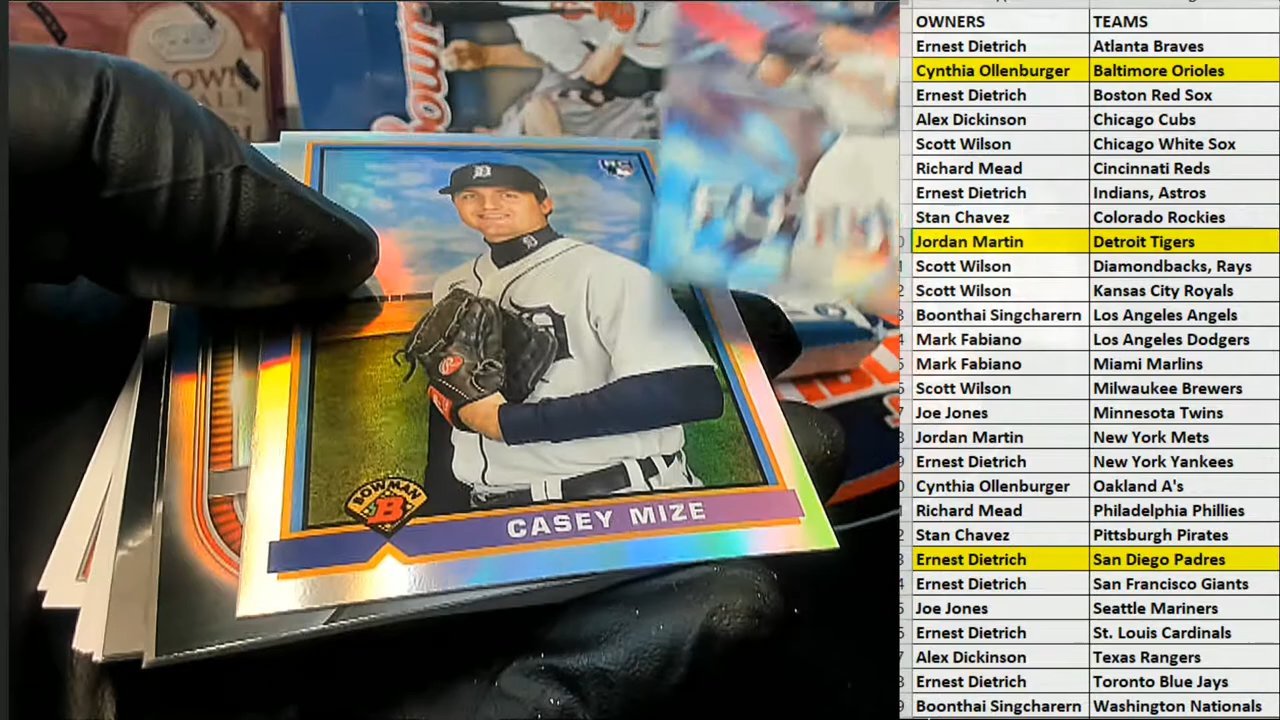 BOWMAN
B
CASEY MIZE
RC
D
OWNERS TEAMS
Ernest Dietrich Atlanta Braves
Cynthia Ollenburger Baltimore Orioles
Ernest Dietrich Boston Red Sox
Alex Dickinson Chicago Cubs
Scott Wilson Chicago White Sox
Richard Mead Cincinnati Reds
Ernest Dietrich Indians, Astros
Stan Chavez Colorado Rockies
Jordan Martin Detroit Tigers
Scott Wilson Diamondbacks, Rays
Scott Wilson Kansas City Royals
Boonthai Singcharern Los Angeles Angels
Mark Fabiano Los Angeles Dodgers
Mark Fabiano Miami Marlins
Scott Wilson Milwaukee Brewers
Joe Jones Minnesota Twins
Jordan Martin New York Mets
Ernest Dietrich New York Yankees
Cynthia Ollenburger Oakland A's
Richard Mead Philadelphia Phillies
Stan Chavez Pittsburgh Pirates
Ernest Dietrich San Diego Padres
Ernest Dietrich San Francisco Giants
Joe Jones Seattle Mariners
Ernest Dietrich St. Louis Cardinals
Alex Dickinson Texas Rangers
Ernest Dietrich Toronto Blue Jays
Boonthai Singcharern Washington Nationals